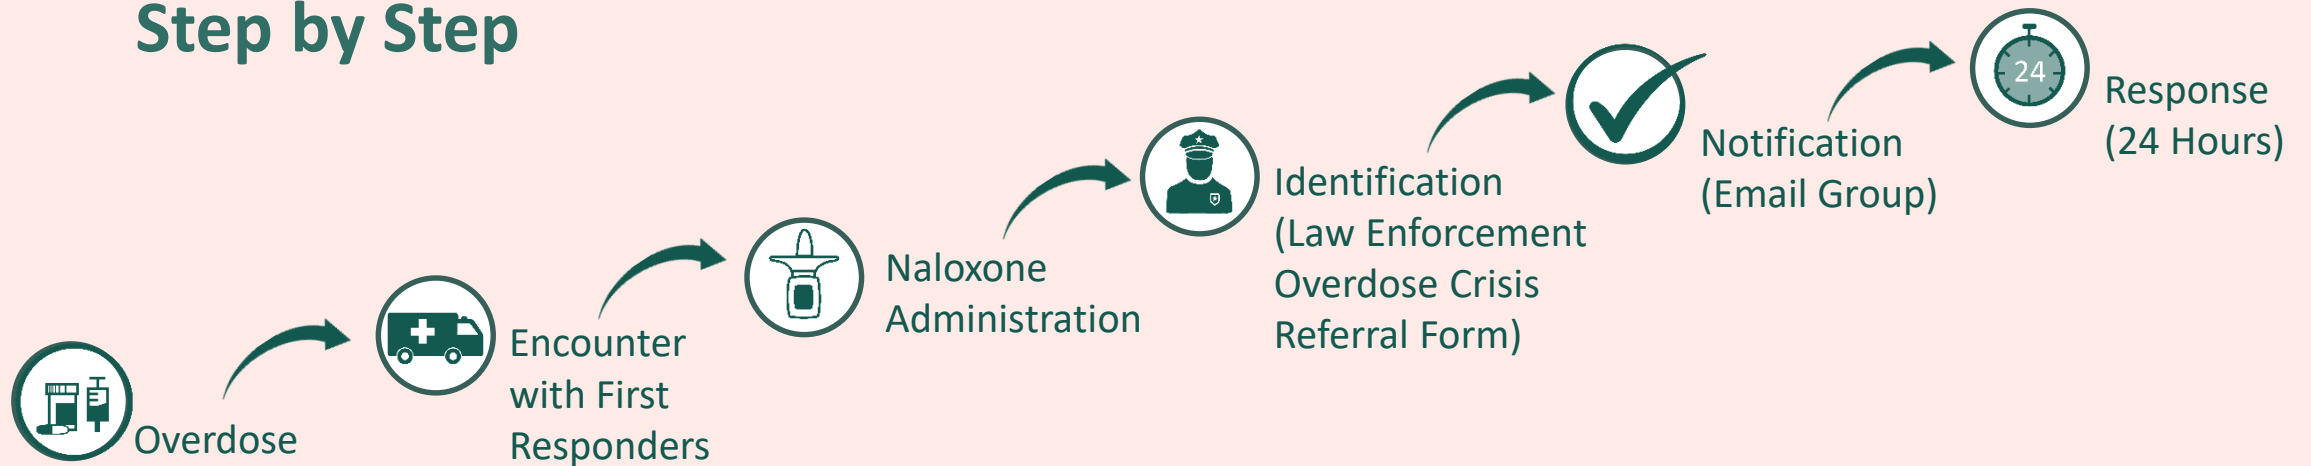 Step by Step
Overdose
Encounter
with First
Responders
Naloxone
Administration
Identification
(Law Enforcement
Overdose Crisis
Referral Form)
Notification
(Email Group)
24
Response
(24 Hours)